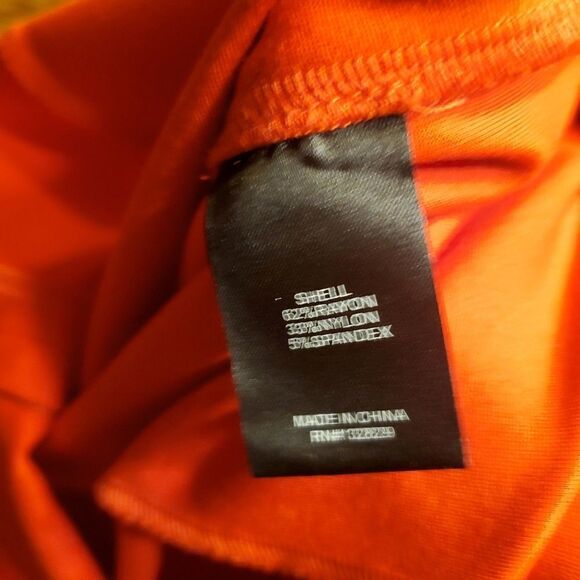 SHELL
62%RAYON
33%NYLON
5%SPANDEX
MADE IN CHINA
RN#